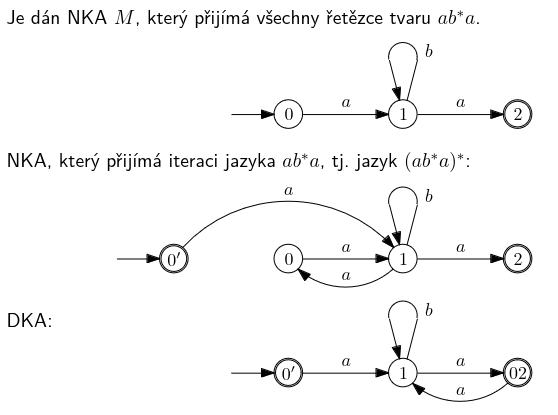 Je dán NKA M, který přijímá všechny řetězce tvaru ab*a.
b
0 a 1 a 2
NKA, který přijímá iteraci jazyka ab*a, tj. jazyk (ab*a)*:
a b
0′ 0 a 1 a 2
a
DKA:
b
0′ a 1 a 02
a